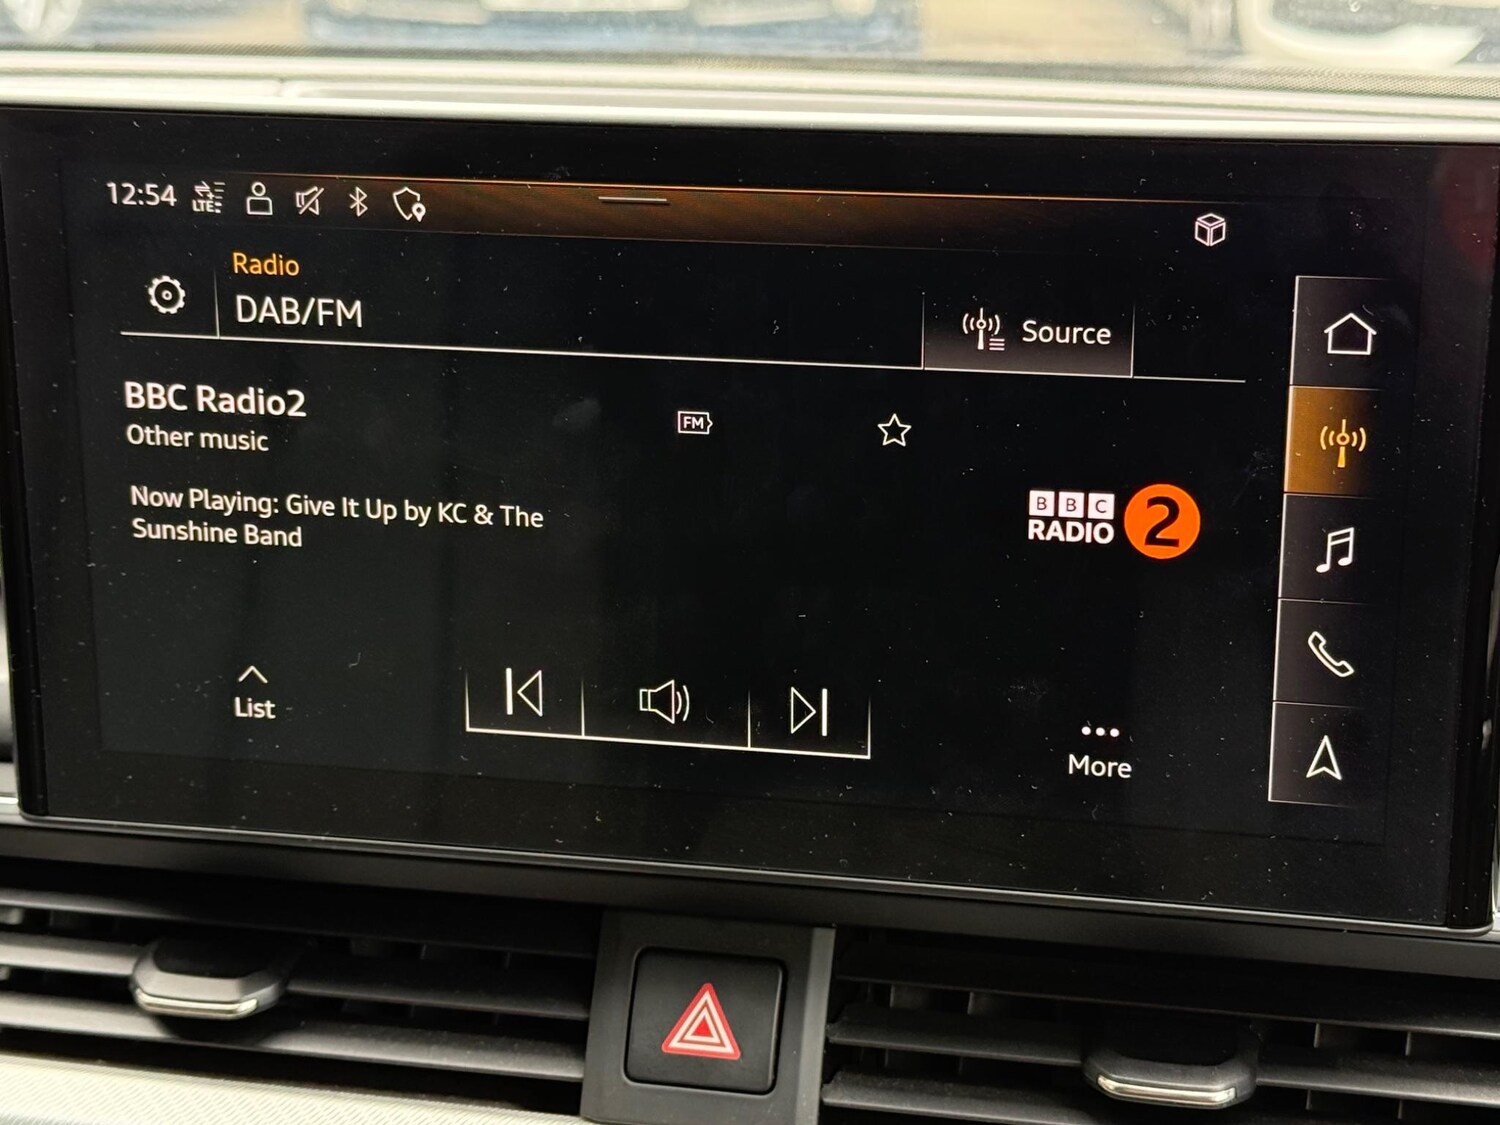 12:54 LTE
Radio
DAB/FM
Source
BBC Radio2
FM
Other music
Now Playing: Give It Up by KC & The
Sunshine Band
BBC
RADIO 2
List
More